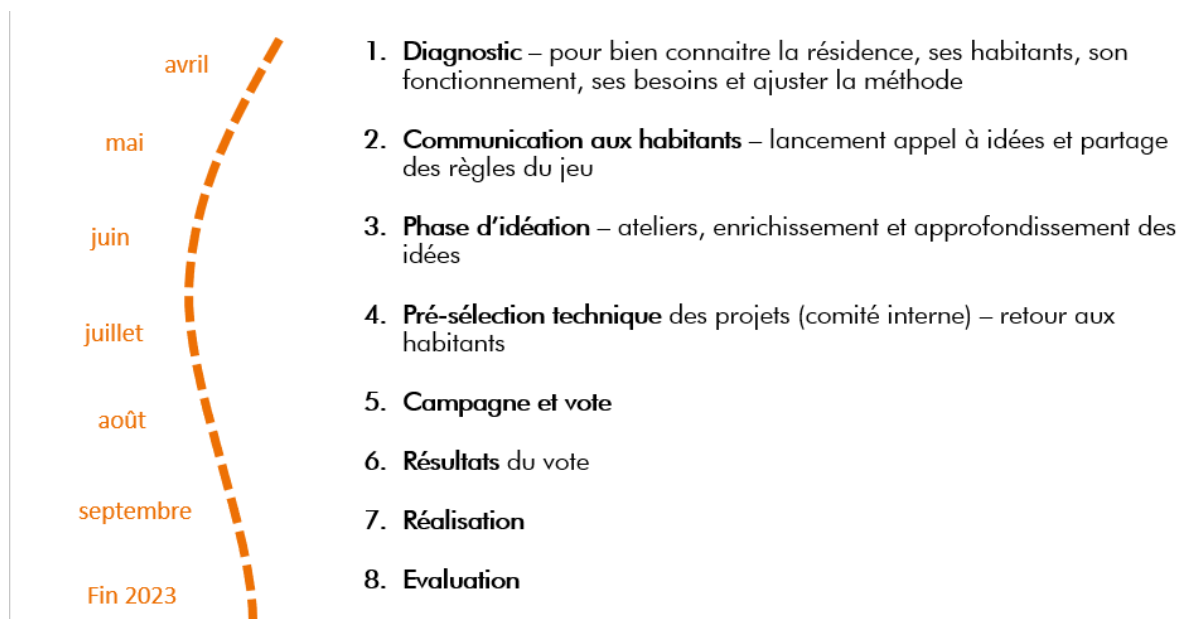 avril
1. Diagnostic – pour bien connaitre la résidence, ses habitants, son
fonctionnement, ses besoins et ajuster la méthode
mai
2. Communication aux habitants – lancement appel à idées et partage
des règles du jeu
juin
3. Phase d’idéation – ateliers, enrichissement et approfondissement des
idées
juillet
4. Pré-sélection technique des projets (comité interne) – retour aux
habitants
août
5. Campagne et vote
6. Résultats du vote
septembre
7. Réalisation
Fin 2023
8. Evaluation